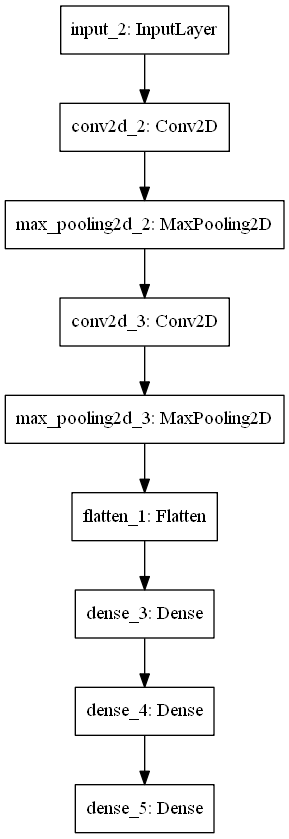 input_2: InputLayer
conv2d_2: Conv2D
max_pooling2d_2: MaxPooling2D
conv2d_3: Conv2D
max_pooling2d_3: MaxPooling2D
flatten_1: Flatten
dense_3: Dense
dense_4: Dense
dense_5: Dense